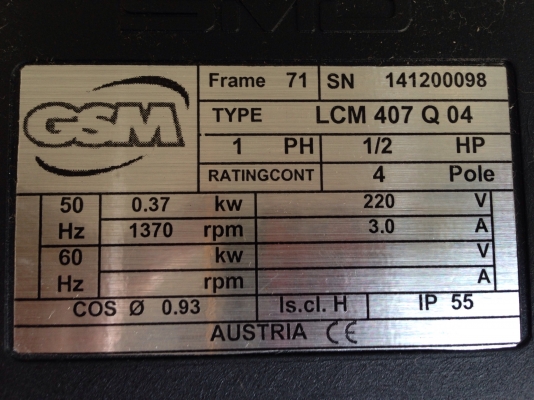 GSM
Frame 71 SN 141200098
TYPE LCM 407 Q 04
1 PH 1/2 HP
RATINGCONT 4 Pole
50 Hz 0.37 kw 220 V
1370 rpm 3.0 A
60 Hz kw V
rpm A
COS Ø 0.93 Is.cl. H IP 55
AUSTRIA CE